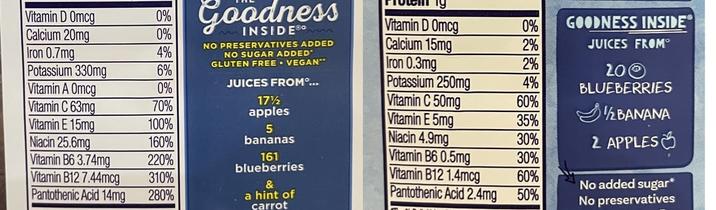 Vitamin D 0mcg 0%
Calcium 20mg 0%
Iron 0.7mg 4%
Potassium 330mg 6%
Vitamin A 0mcg 0%
Vitamin C 63mg 70%
Vitamin E 15mg 100%
Niacin 25.6mg 160%
Vitamin B6 3.74mg 220%
Vitamin B12 7.44mcg 310%
Pantothenic Acid 14mg 280%
THE
Goodness
INSIDE®°
NO PRESERVATIVES ADDED
NO SUGAR ADDED*
GLUTEN FREE • VEGAN**
JUICES FROM°...
17½
apples
5
bananas
161
blueberries
&
a hint of
carrot
Protein 1g
Vitamin D 0mcg 0%
Calcium 15mg 2%
Iron 0.3mg 2%
Potassium 250mg 4%
Vitamin C 50mg 60%
Vitamin E 5mg 35%
Niacin 4.9mg 30%
Vitamin B6 0.5mg 30%
Vitamin B12 1.4mcg 60%
Pantothenic Acid 2.4mg 50%
GOODNESS INSIDE®
JUICES FROM°
20
BLUEBERRIES
½ BANANA
2 APPLES
No added sugar*
No preservatives